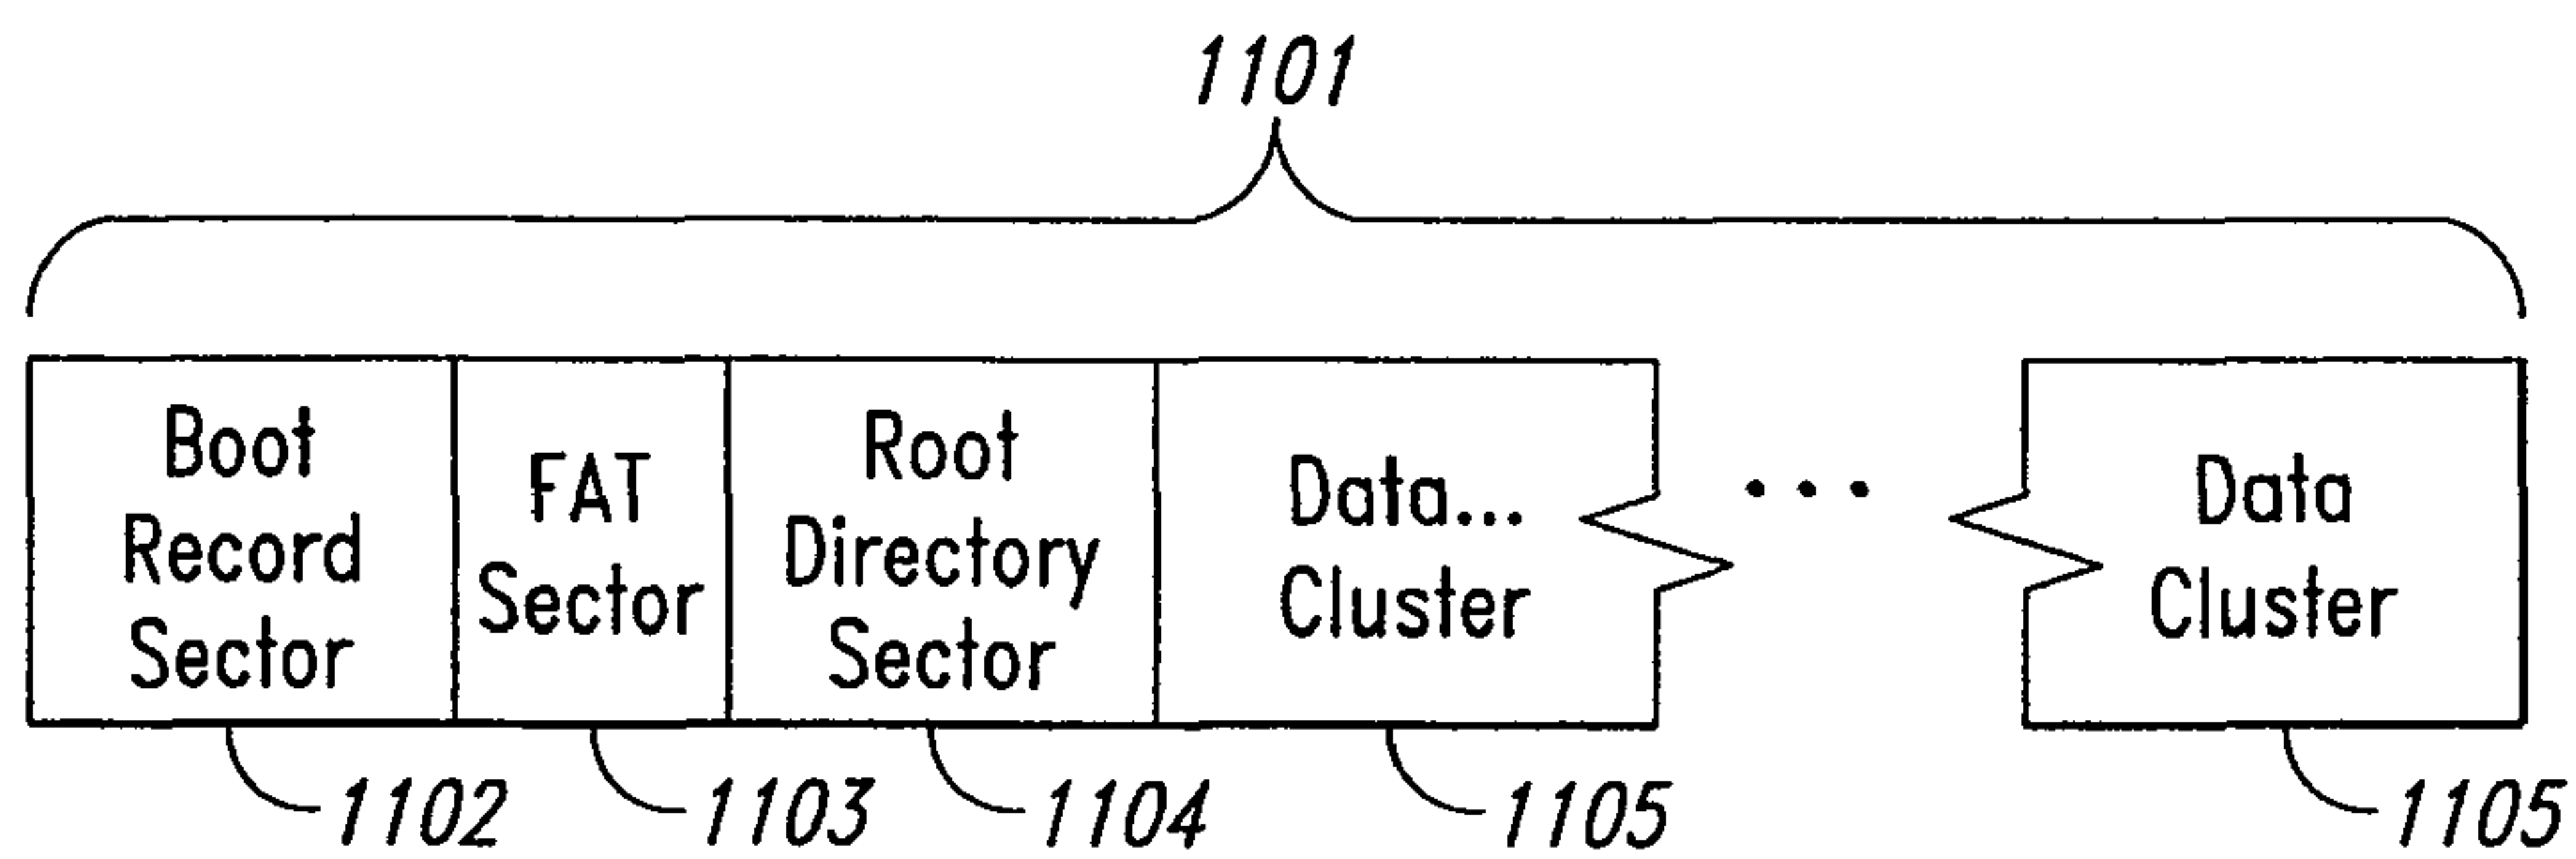 1101
Boot
Record
Sector
FAT
Sector
Root
Directory
Sector
Data...
Cluster
...
Data
Cluster
1102
1103
1104
1105
1105